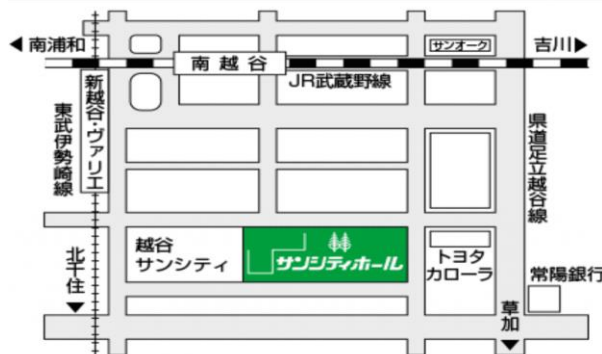 ◀南浦和
サンオーク
吉川▶
南越谷
JR武蔵野線
新越谷・ヴァリエ
東武伊勢崎線
県道足立越谷線
越谷
サンシティ
サンシティホール
トヨタ
カローラ
北千住▼
常陽銀行
草加▼